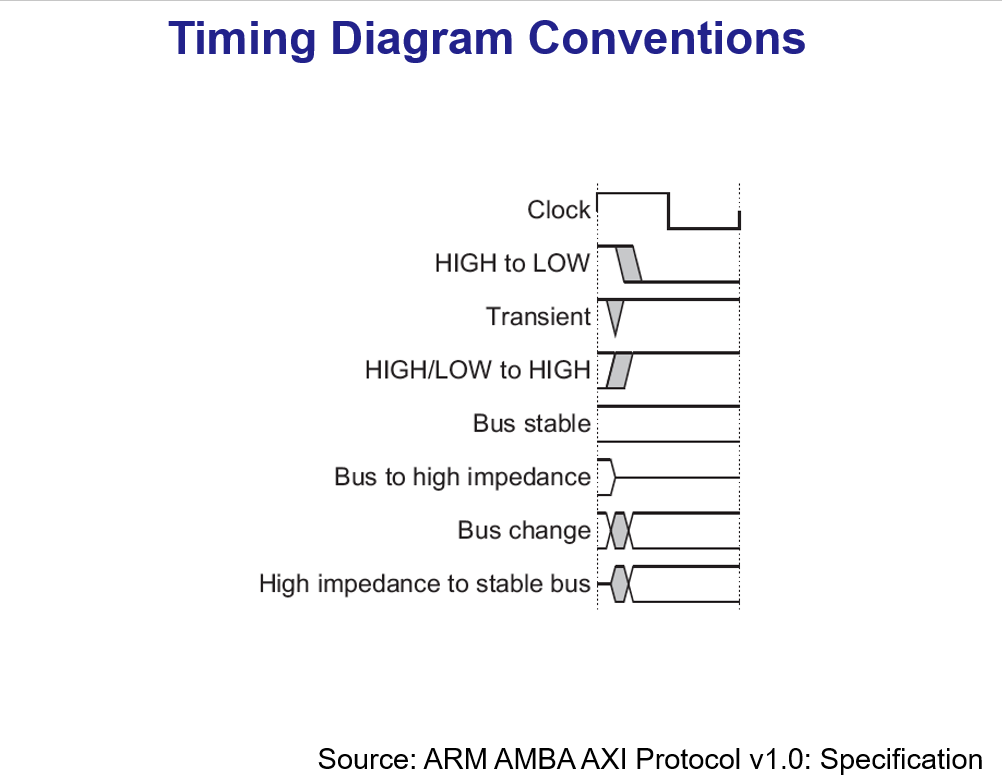 Timing Diagram Conventions
Clock
HIGH to LOW
Transient
HIGH/LOW to HIGH
Bus stable
Bus to high impedance
Bus change
High impedance to stable bus
Source: ARM AMBA AXI Protocol v1.0: Specification